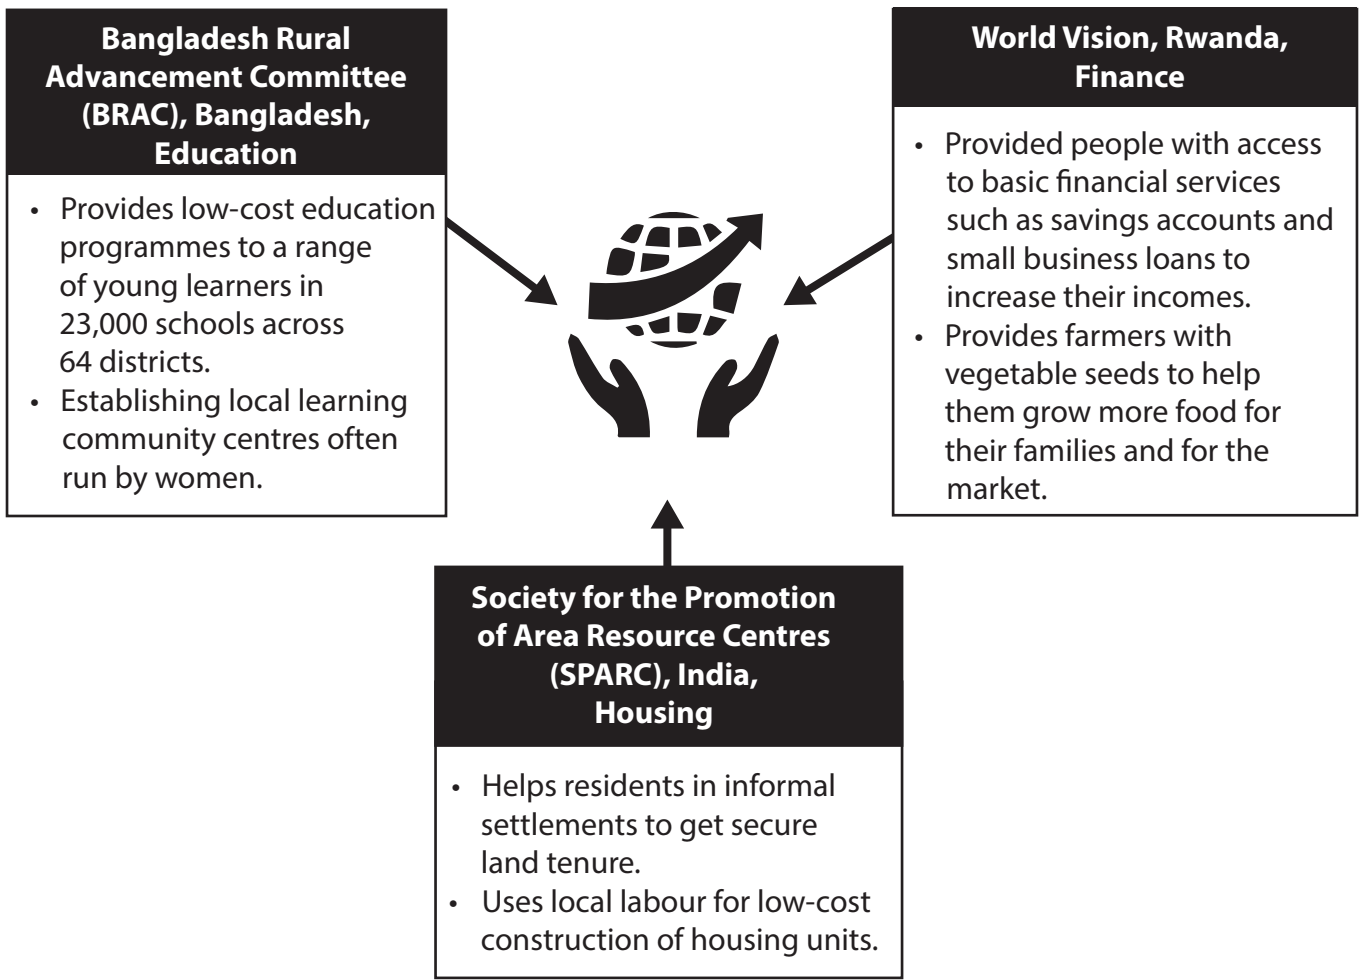 Bangladesh Rural
Advancement Committee
(BRAC), Bangladesh,
Education
• Provides low-cost education
programmes to a range
of young learners in
23,000 schools across
64 districts.
• Establishing local learning
community centres often
run by women.
World Vision, Rwanda,
Finance
• Provided people with access
to basic financial services
such as savings accounts and
small business loans to
increase their incomes.
• Provides farmers with
vegetable seeds to help
them grow more food for
their families and for the
market.
Society for the Promotion
of Area Resource Centres
(SPARC), India,
Housing
• Helps residents in informal
settlements to get secure
land tenure.
• Uses local labour for low-cost
construction of housing units.